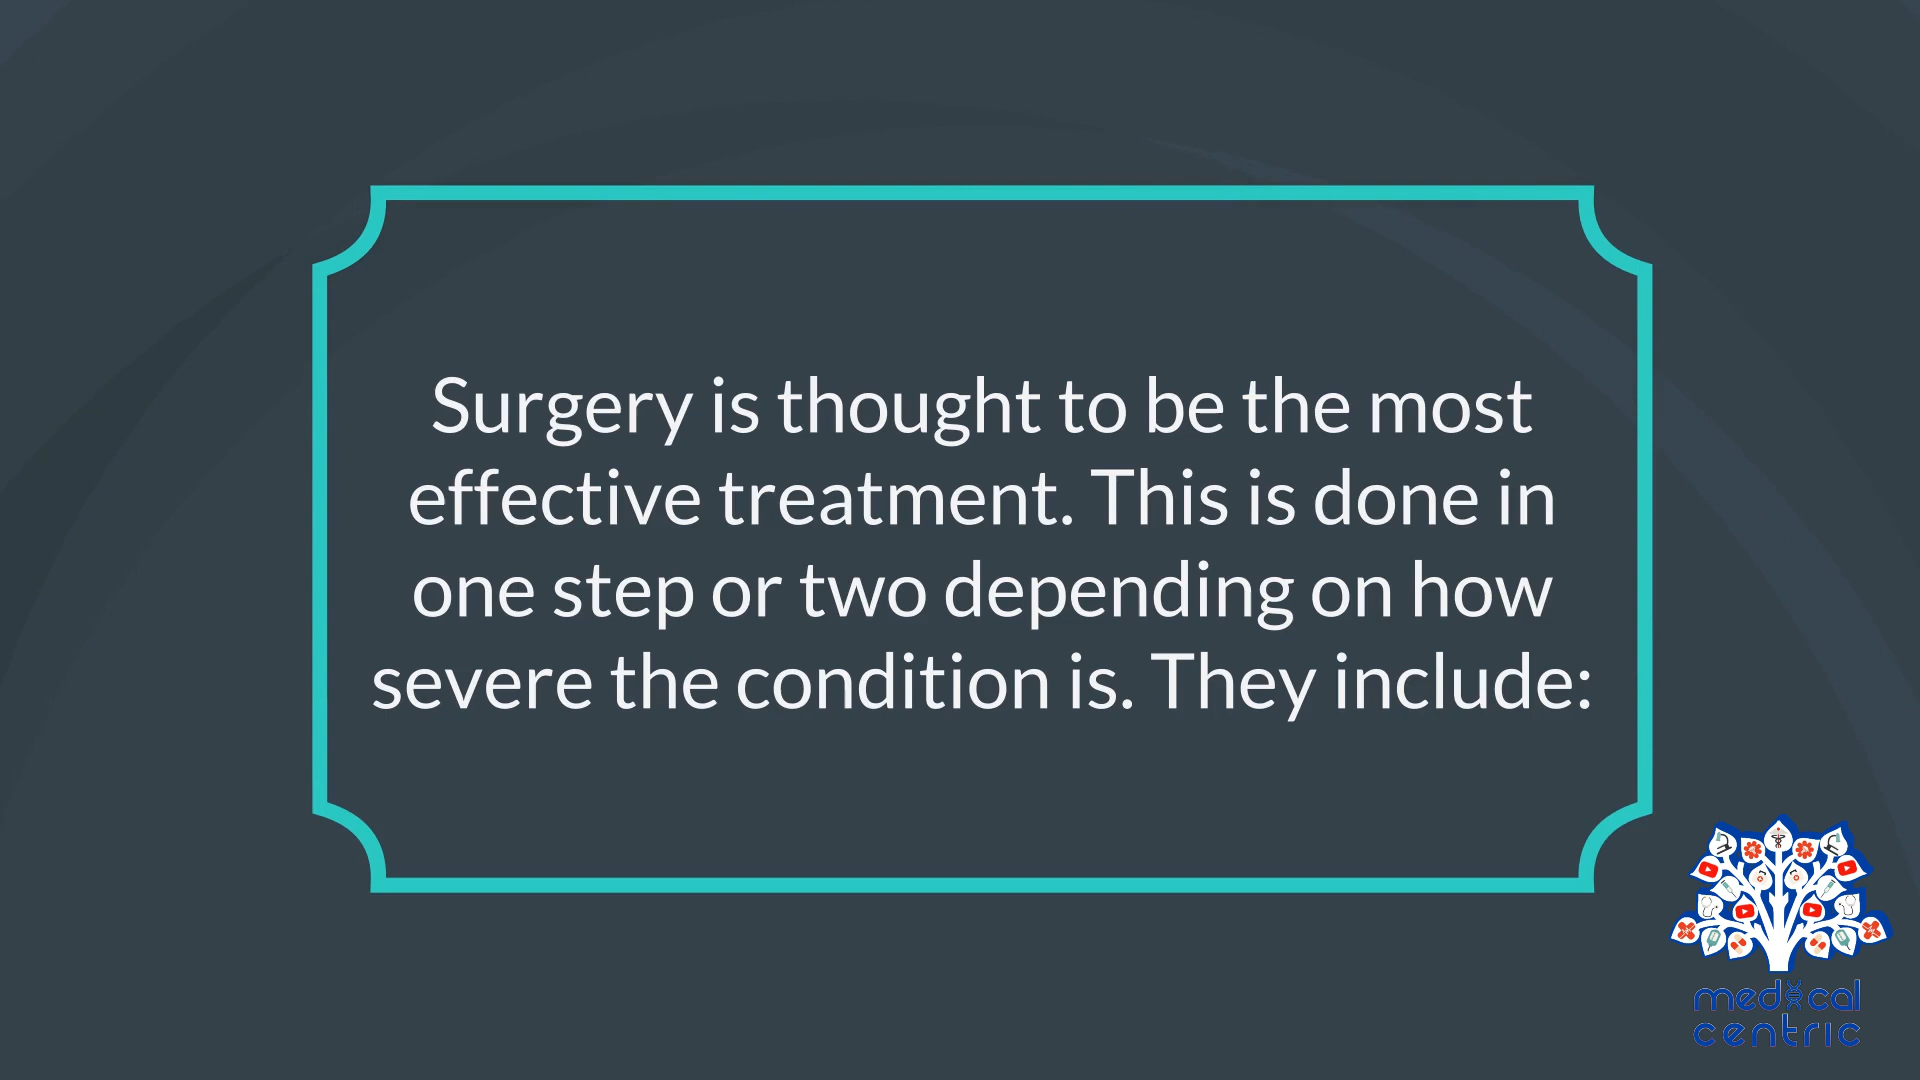 Surgery is thought to be the most
effective treatment. This is done in
one step or two depending on how
severe the condition is. They include:
medical
centric